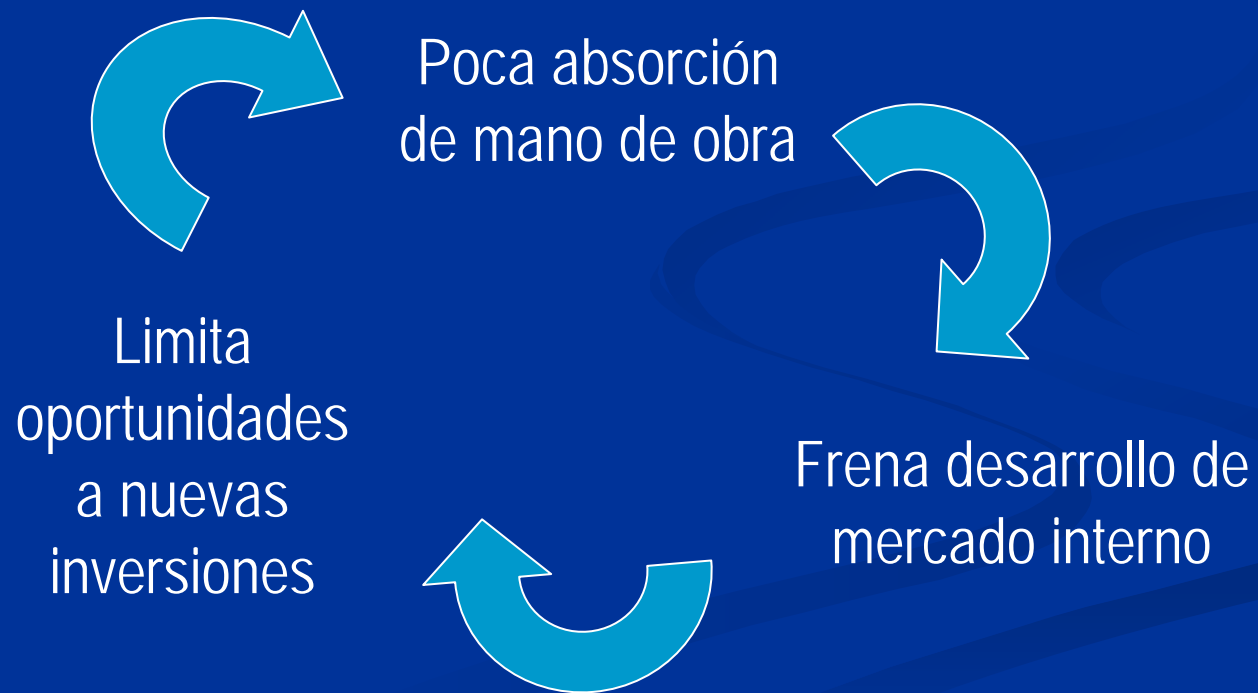 Poca absorción
de mano de obra
Frena desarrollo de
mercado interno
Limita
oportunidades
a nuevas
inversiones